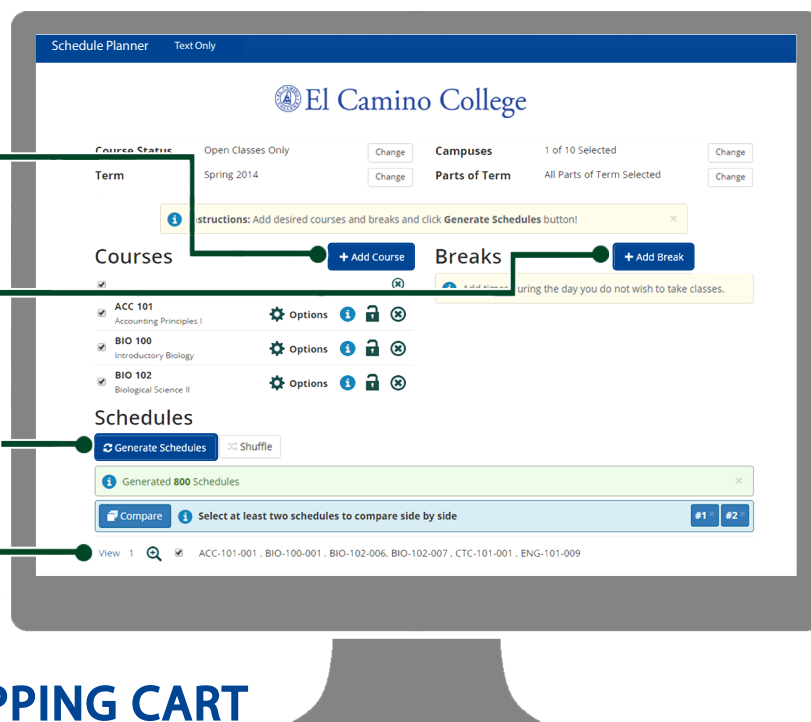 Schedule Planner Text Only
El Camino College
Course Status Open Classes Only Change Campuses 1 of 10 Selected Change
Term Spring 2014 Change Parts of Term All Parts of Term Selected Change
structions: Add desired courses and breaks and click Generate Schedules button!
Courses + Add Course Breaks + Add Break
Add times uring the day you do not wish to take classes.
ACC 101
Accounting Principles I
Options
BIO 100
Introductory Biology
Options
BIO 102
Biological Science II
Options
Schedules
Generate Schedules Shuffle
Generated 800 Schedules
Compare Select at least two schedules to compare side by side #1 #2
View 1 ACC-101-001 , BIO-100-001 , BIO-102-006, BIO-102-007 , CTC-101-001 , ENG-101-009
PPING CART